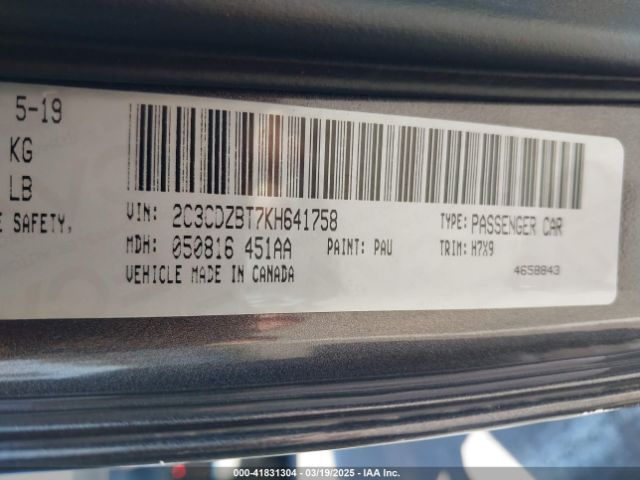 5-19
KG
LB
E SAFETY,
VIN: 2C3CDZBT7KH641758 TYPE: PASSENGER CAR
MDH: 050816 451AA PAINT: PAU TRIM: H7X9
VEHICLE MADE IN CANADA 4658843
000-41831304 | 03/19/2025 - IAA Inc.